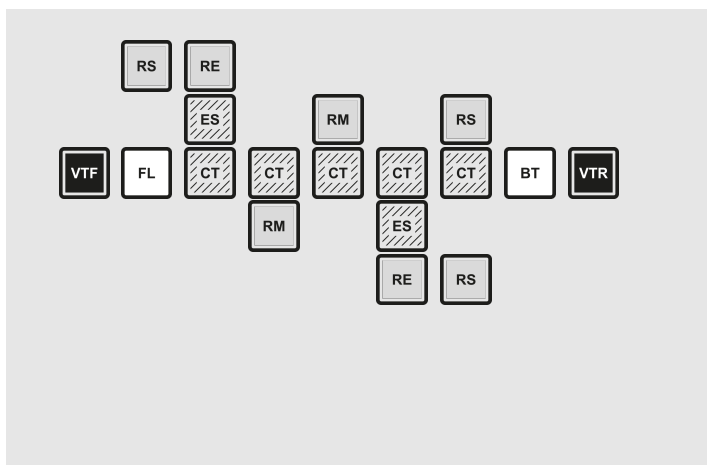 RS RE
ES RM RS
VTF FL CT CT CT CT CT BT VTR
RM ES
RE RS